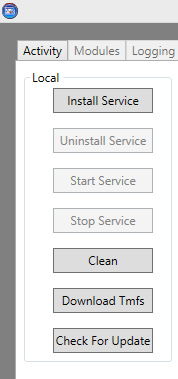 Activity Modules Logging
Local
Install Service
Uninstall Service
Start Service
Stop Service
Clean
Download Tmfs
Check For Update